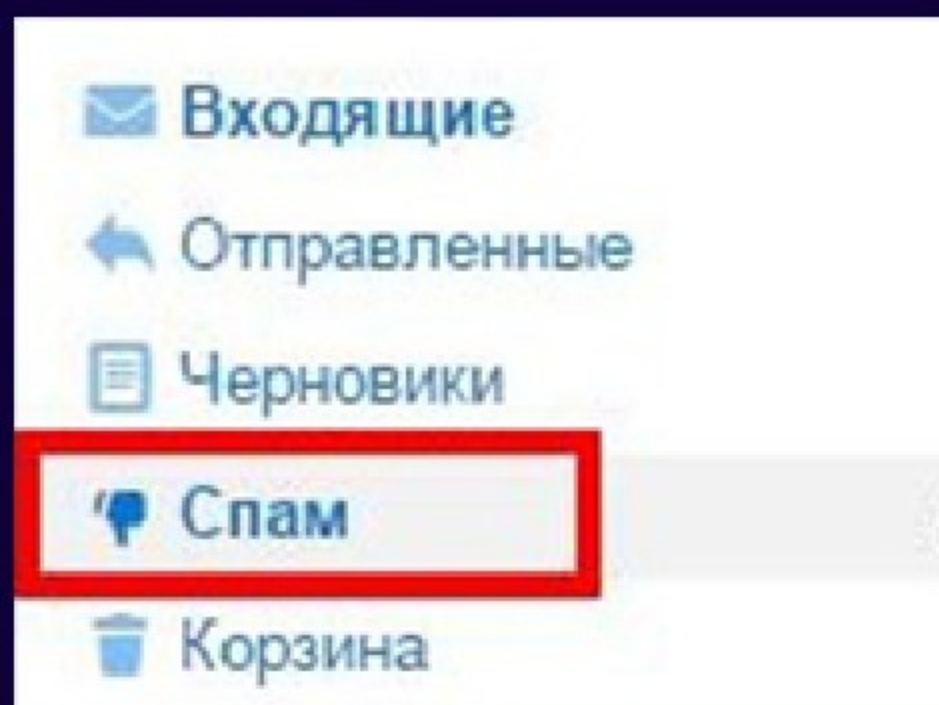 Входящие
Отправленные
Черновики
Спам
Корзина